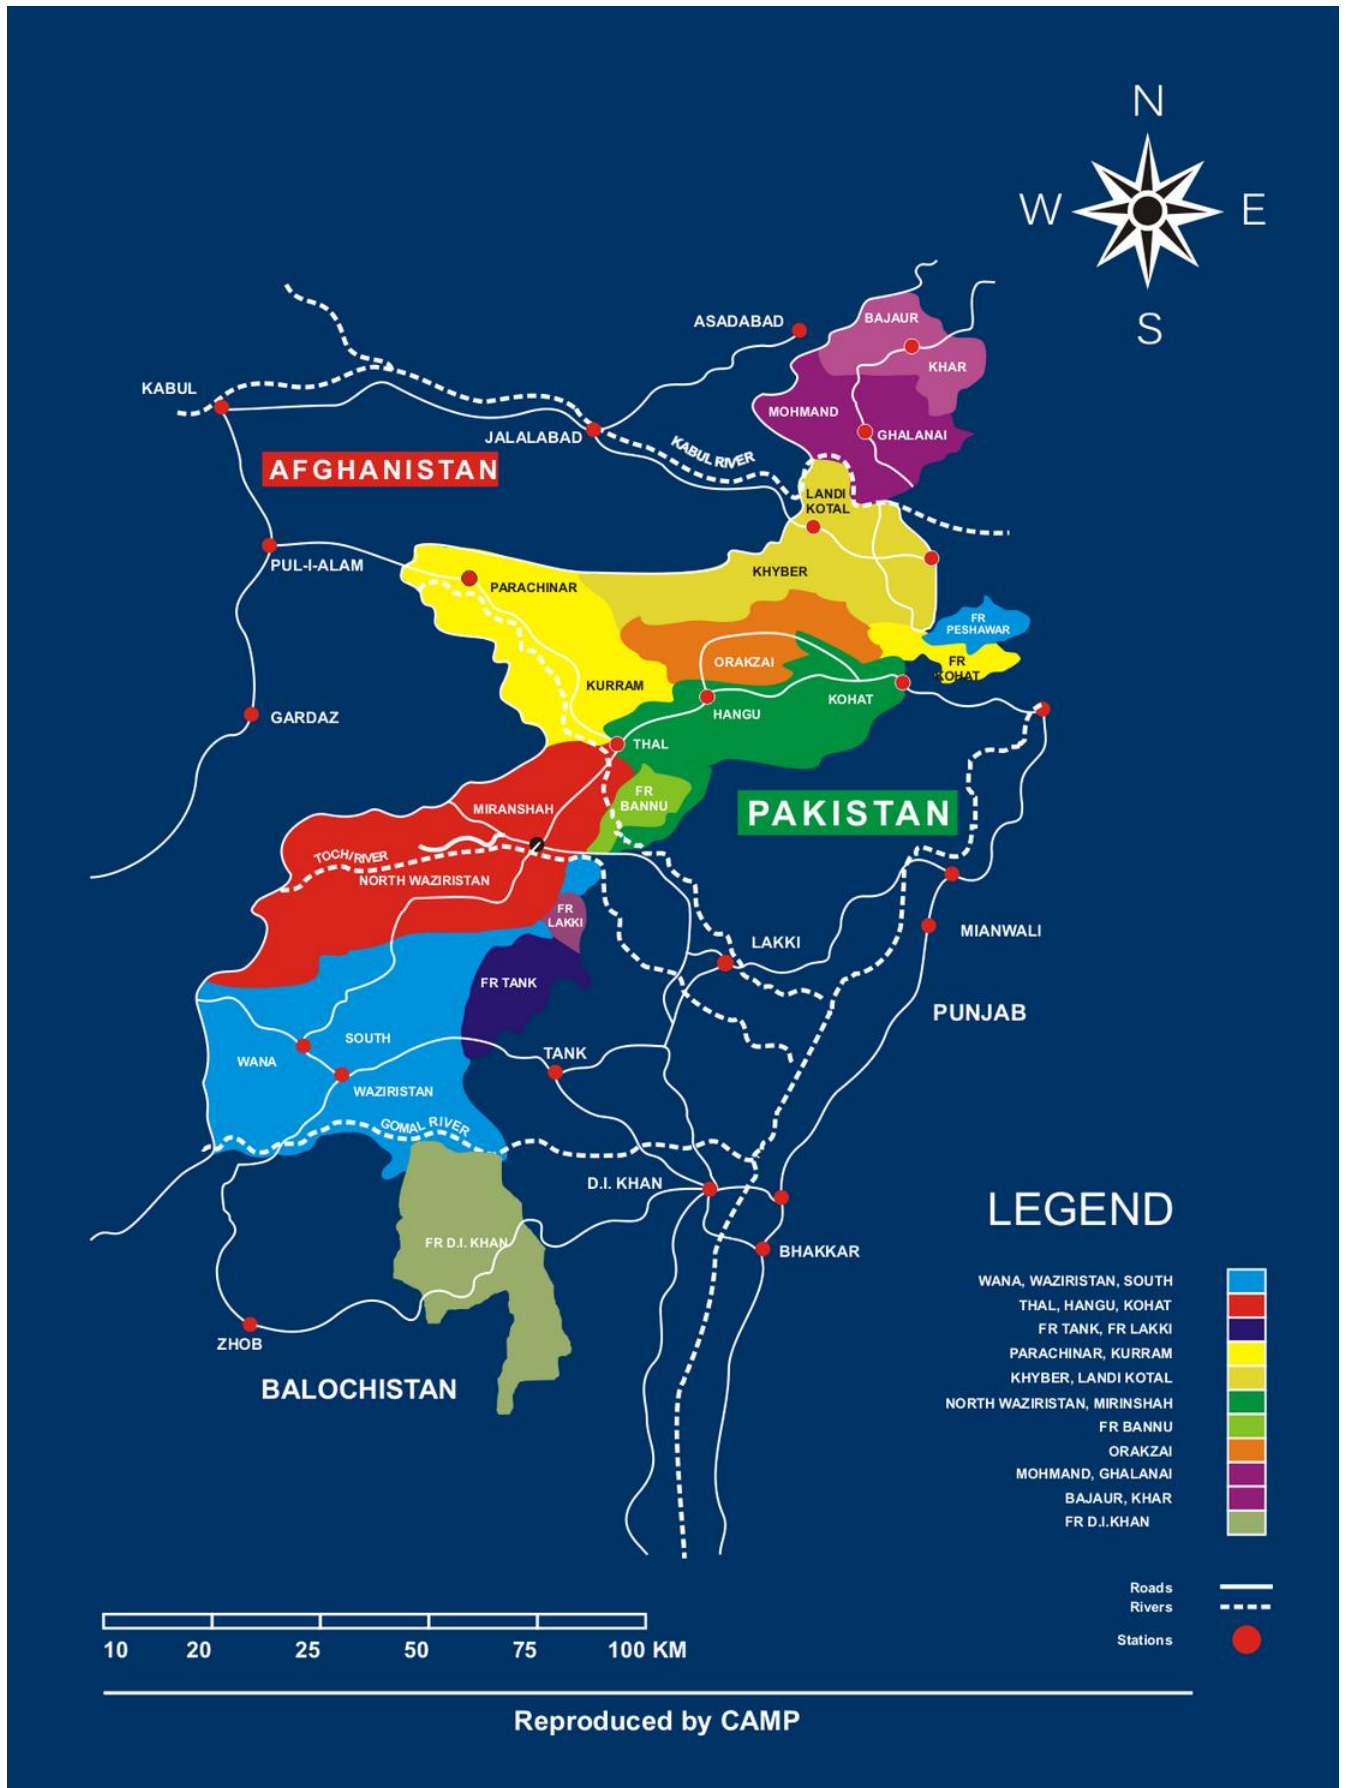 N
W
E
S
ASADABAD
BAJAUR
KHAR
KABUL
MOHMAND
GHALANAI
JALALABAD
KABUL RIVER
AFGHANISTAN
LANDI
KOTAL
PUL-I-ALAM
KHYBER
PARACHINAR
FR
PESHAWAR
ORAKZAI
FR
KOHAT
KURRAM
KOHAT
HANGU
GARDAZ
THAL
FR
BANNU
PAKISTAN
MIRANSHAH
TOCH/RIVER
NORTH WAZIRISTAN
FR
LAKKI
MIANWALI
LAKKI
FR TANK
PUNJAB
SOUTH
TANK
WANA
WAZIRISTAN
GOMAL RIVER
D.I. KHAN
FR D.I. KHAN
BHAKKAR
ZHOB
BALOCHISTAN
LEGEND
WANA, WAZIRISTAN, SOUTH
THAL, HANGU, KOHAT
FR TANK, FR LAKKI
PARACHINAR, KURRAM
KHYBER, LANDI KOTAL
NORTH WAZIRISTAN, MIRINSHAH
FR BANNU
ORAKZAI
MOHMAND, GHALANAI
BAJAUR, KHAR
FR D.I.KHAN
Roads
Rivers
Stations
10 20 25 50 75 100 KM
Reproduced by CAMP